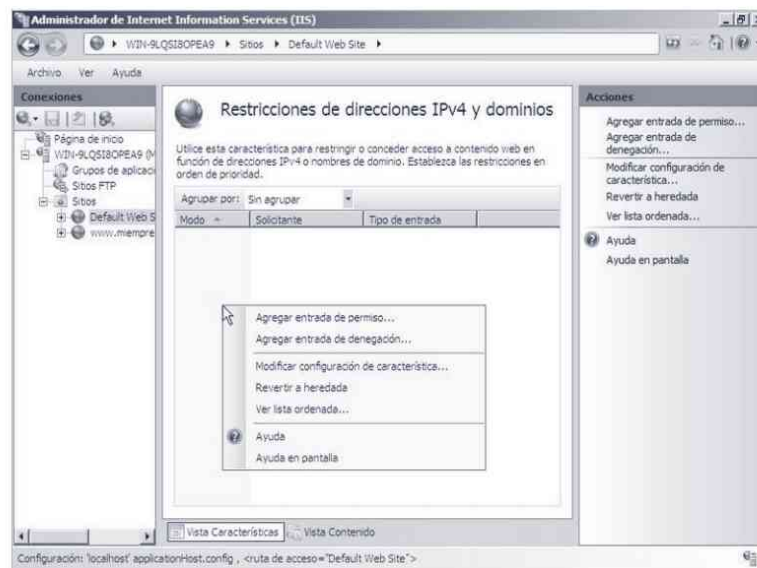 Administrador de Internet Information Services (IIS)
WIN-9LQSI8OPEA9 Sitios Default Web Site
Archivo Ver Ayuda
Conexiones
Página de inicio
WIN-9LQSI8OPEA9 (M
Grupos de aplicaci
Sitios FTP
Sitios
Default Web S
www.miempre
Restricciones de direcciones IPv4 y dominios
Utilice esta característica para restringir o conceder acceso a contenido web en
función de direcciones IPv4 o nombres de dominio. Establezca las restricciones en
orden de prioridad.
Agrupar por: Sin agrupar
Modo Solicitante Tipo de entrada
Agregar entrada de permiso...
Agregar entrada de denegación...
Modificar configuración de característica...
Revertir a heredada
Ver lista ordenada...
Ayuda
Ayuda en pantalla
Vista Características Vista Contenido
Acciones
Agregar entrada de permiso...
Agregar entrada de
denegación...
Modificar configuración de
característica...
Revertir a heredada
Ver lista ordenada...
Ayuda
Ayuda en pantalla
Configuración: 'localhost' applicationHost.config , <ruta de acceso="Default Web Site">